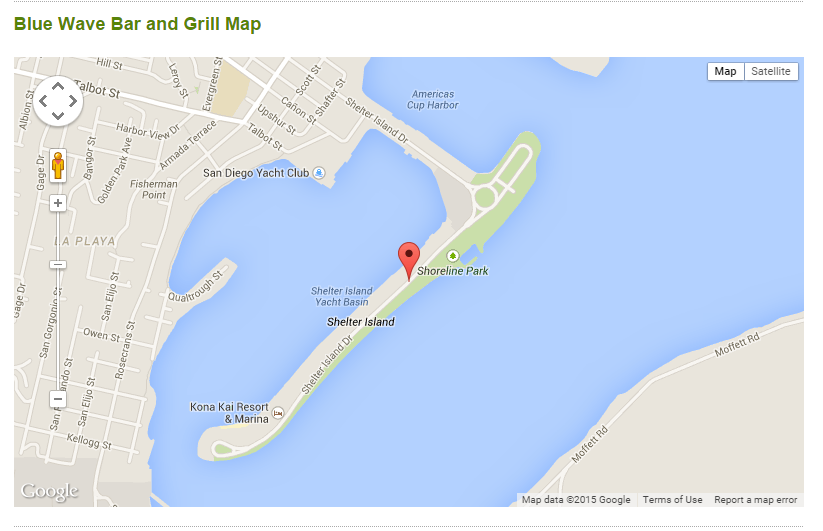 Blue Wave Bar and Grill Map
Hill St
Leroy St
Evergreen St
Scott St
Shafter St
Cañon St
Upshur St
Talbot St
Talbot St
Albion St
Harbor View Dr
Armada Terrace
Bangor St
Golden Park Ave
Gage Dr
Fisherman
Point
San Diego Yacht Club
Shelter Island Dr
Americas
Cup Harbor
Map
Satellite
LA PLAYA
Qualtrough St
Shoreline Park
Shelter Island
Yacht Basin
Shelter Island
Gage Dr
San Gorgonio St
San Elijo St
Owen St
Rosecrans St
Shelter Island Dr
Moffett Rd
San Elijo St
Kona Kai Resort
& Marina
Kellogg St
Moffett Rd
Google
Map data ©2015 Google
Terms of Use
Report a map error